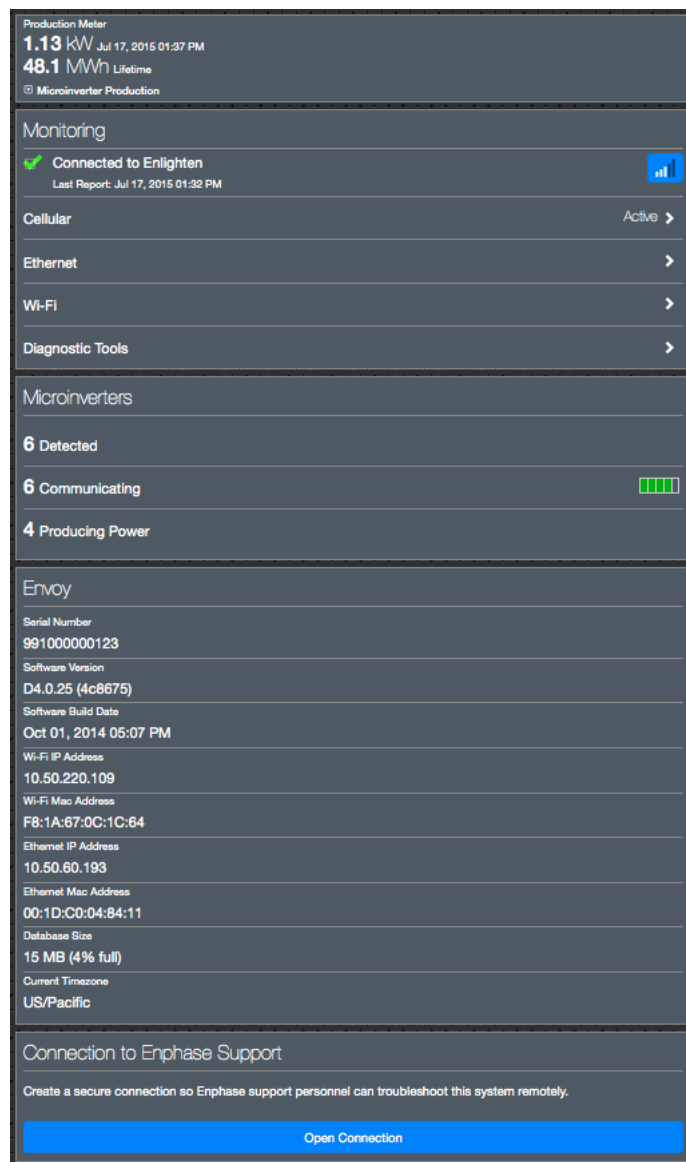 Production Meter
1.13 kW Jul 17, 2015 01:37 PM
48.1 MWh Lifetime
Microinverter Production
Monitoring
Connected to Enlighten
Last Report: Jul 17, 2015 01:32 PM
Cellular Active
Ethernet
Wi-Fi
Diagnostic Tools
Microinverters
6 Detected
6 Communicating
4 Producing Power
Envoy
Serial Number
991000000123
Software Version
D4.0.25 (4c8675)
Software Build Date
Oct 01, 2014 05:07 PM
Wi-Fi IP Address
10.50.220.109
Wi-Fi Mac Address
F8:1A:67:0C:1C:64
Ethernet IP Address
10.50.60.193
Ethernet Mac Address
00:1D:C0:04:84:11
Database Size
15 MB (4% full)
Current Timezone
US/Pacific
Connection to Enphase Support
Create a secure connection so Enphase support personnel can troubleshoot this system remotely.
Open Connection